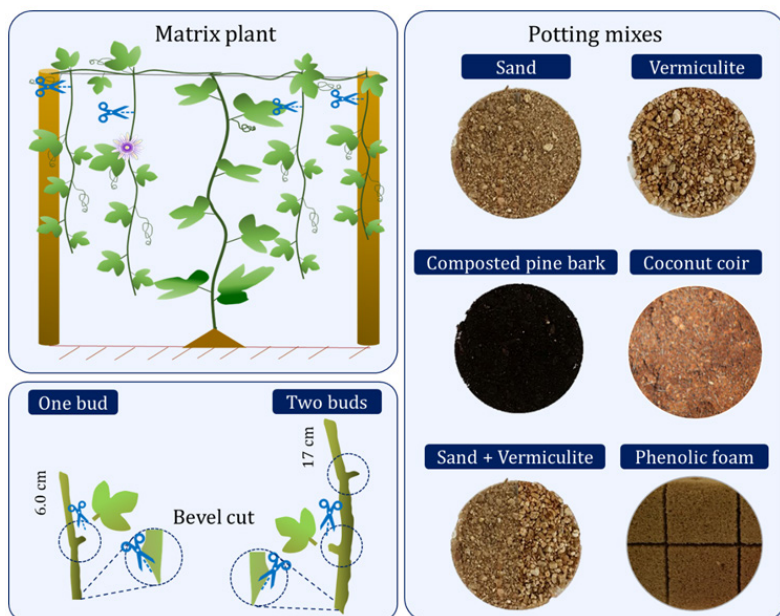 Matrix plant
Potting mixes
Sand
Vermiculite
Composted pine bark
Coconut coir
Sand + Vermiculite
Phenolic foam
One bud
Two buds
6.0 cm
17 cm
Bevel cut